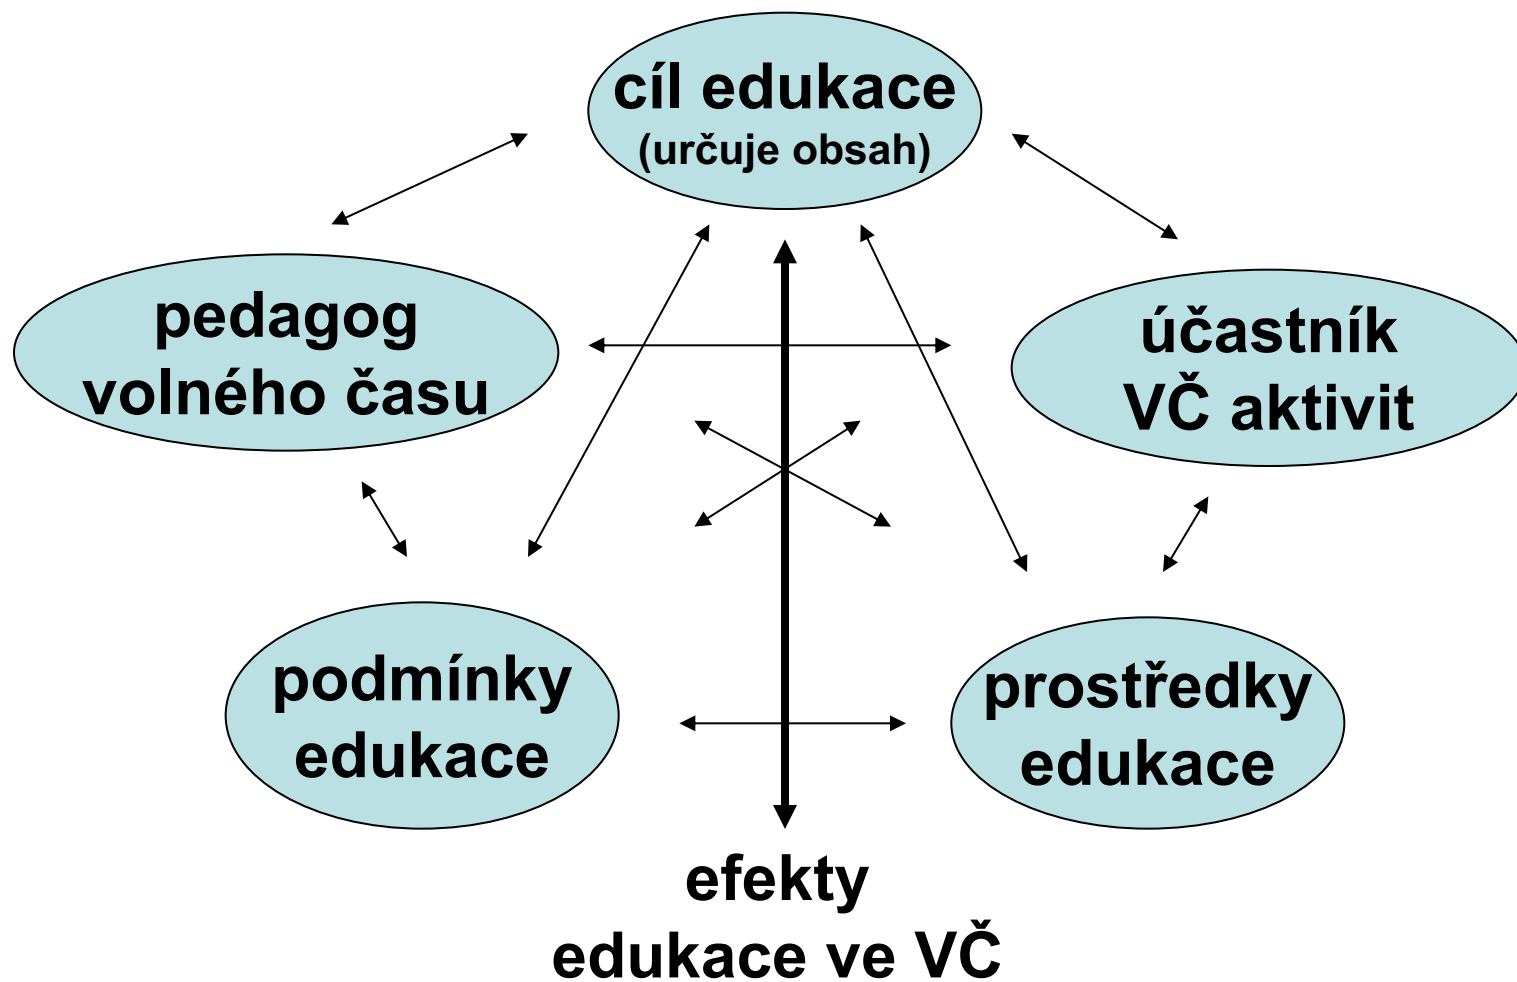 cíl edukace
(určuje obsah)
pedagog
volného času
účastník
VČ aktivit
podmínky
edukace
prostředky
edukace
efekty
edukace ve VČ